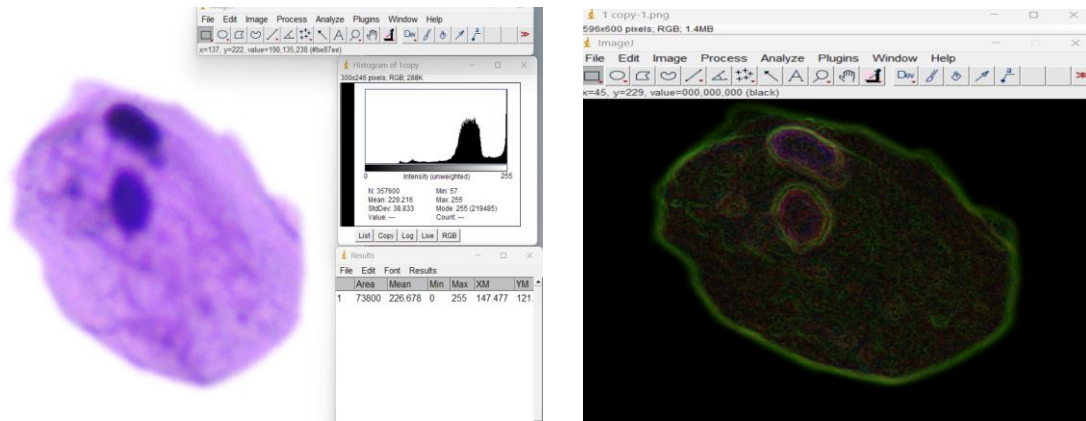 File Edit Image Process Analyze Plugins Window Help
Dev
x=137, y=222, value=190,135,238 (#be87ee)
Histogram of 1copy
300x246 pixels; RGB; 288K
0 255
Intensity (unweighted)
N: 357600 Min: 57
Mean: 229.216 Max: 255
StdDev: 38.833 Mode: 255 (219485)
Value: --- Count: ---
List Copy Log Live RGB
Results
File Edit Font Results
Area Mean Min Max XM YM
1 73800 226.678 0 255 147.477 121.
1 copy-1.png
596x600 pixels; RGB; 1.4MB
ImageJ
File Edit Image Process Analyze Plugins Window Help
Dev
x=45, y=229, value=000,000,000 (black)